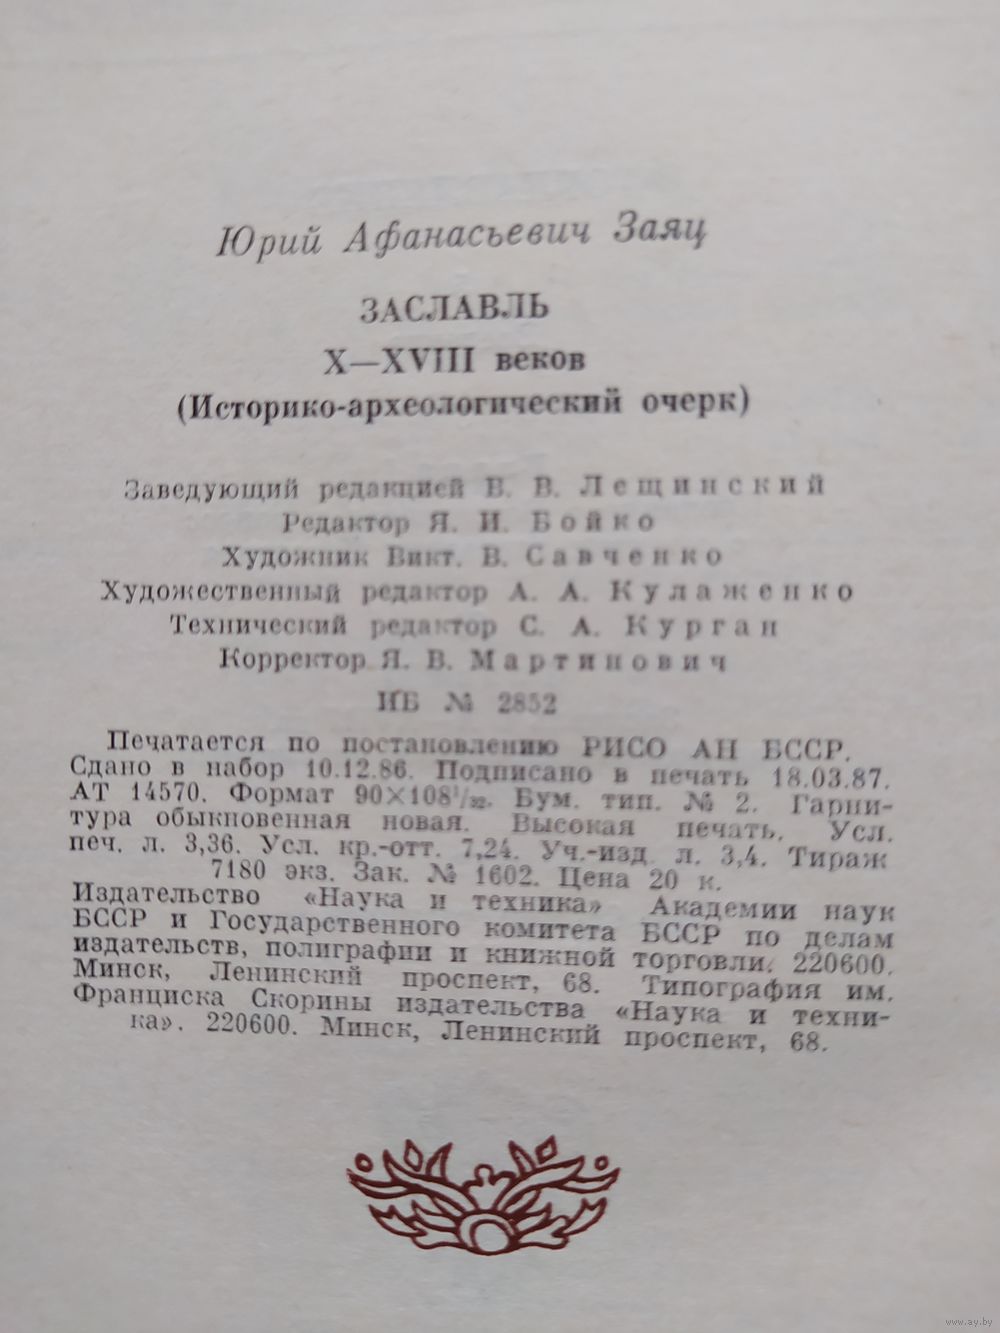 Юрий Афанасьевич Заяц
ЗАСЛАВЛЬ
X—XVIII веков
(Историко-археологический очерк)
Заведующий редакцией В. В. Лещинский
Редактор Я. И. Бойко
Художник Викт. В. Савченко
Художественный редактор А. А. Кулаженко
Технический редактор С. А. Курган
Корректор Я. В. Мартинович
ИБ № 2852
Печатается по постановлению РИСО АН БССР.
Сдано в набор 10.12.86. Подписано в печать 18.03.87.
АТ 14570. Формат 90×108¹/₃₂. Бум. тип. № 2. Гарни-
тура обыкновенная новая. Высокая печать. Усл.
печ. л. 3,36. Усл. кр.-отт. 7,24. Уч.-изд. л. 3,4. Тираж
7180 экз. Зак. № 1602. Цена 20 к.
Издательство «Наука и техника» Академии наук
БССР и Государственного комитета БССР по делам
издательств, полиграфии и книжной торговли. 220600.
Минск, Ленинский проспект, 68. Типография им.
Франциска Скорины издательства «Наука и техни-
ка». 220600. Минск, Ленинский проспект, 68.
www.ay.by